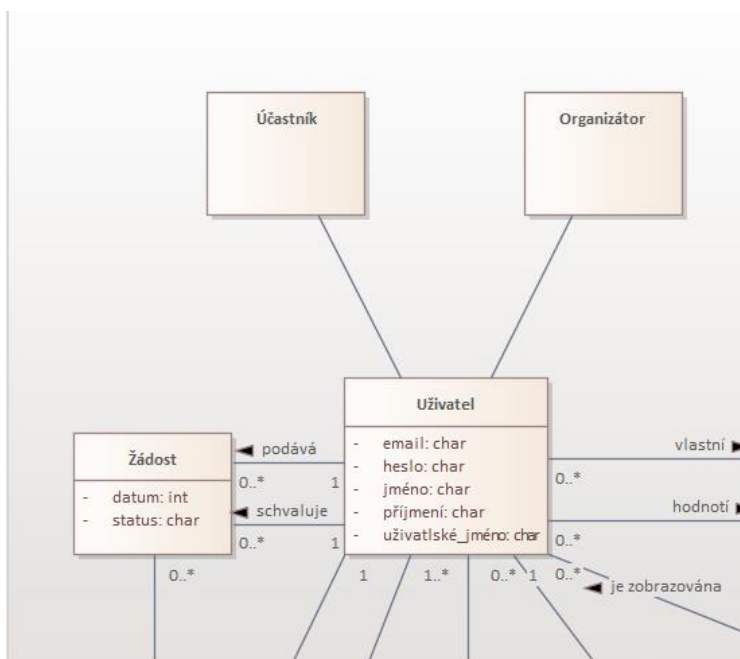 Účastník
Organizátor
Uživatel
- email: char
- heslo: char
- jméno: char
- příjmení: char
- uživatlské_jméno: char
Žádost
- datum: int
- status: char
podává
0..* 1
schvaluje
0..* 1
vlastní
0..*
hodnotí
0..*
0..* 1 1..* 0..* 1 0..*
je zobrazována